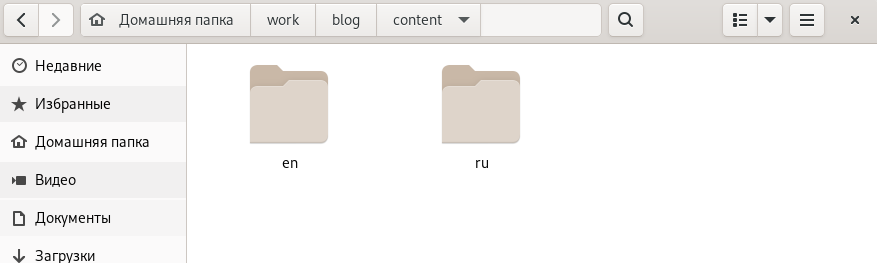 Домашняя папка work blog content
Недавние
Избранные
Домашняя папка
Видео
Документы
Загрузки
en ru